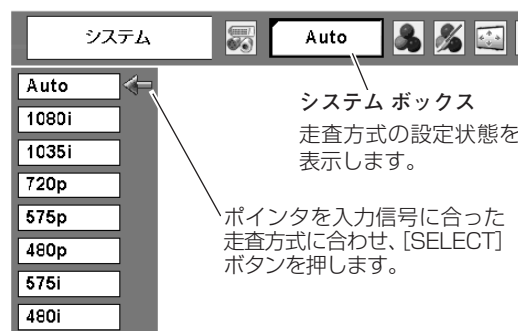 システム
Auto
Auto
1080i
1035i
720p
575p
480p
575i
480i
システム ボックス
走査方式の設定状態を
表示します。
ポインタを入力信号に合った
走査方式に合わせ、[SELECT]
ボタンを押します。